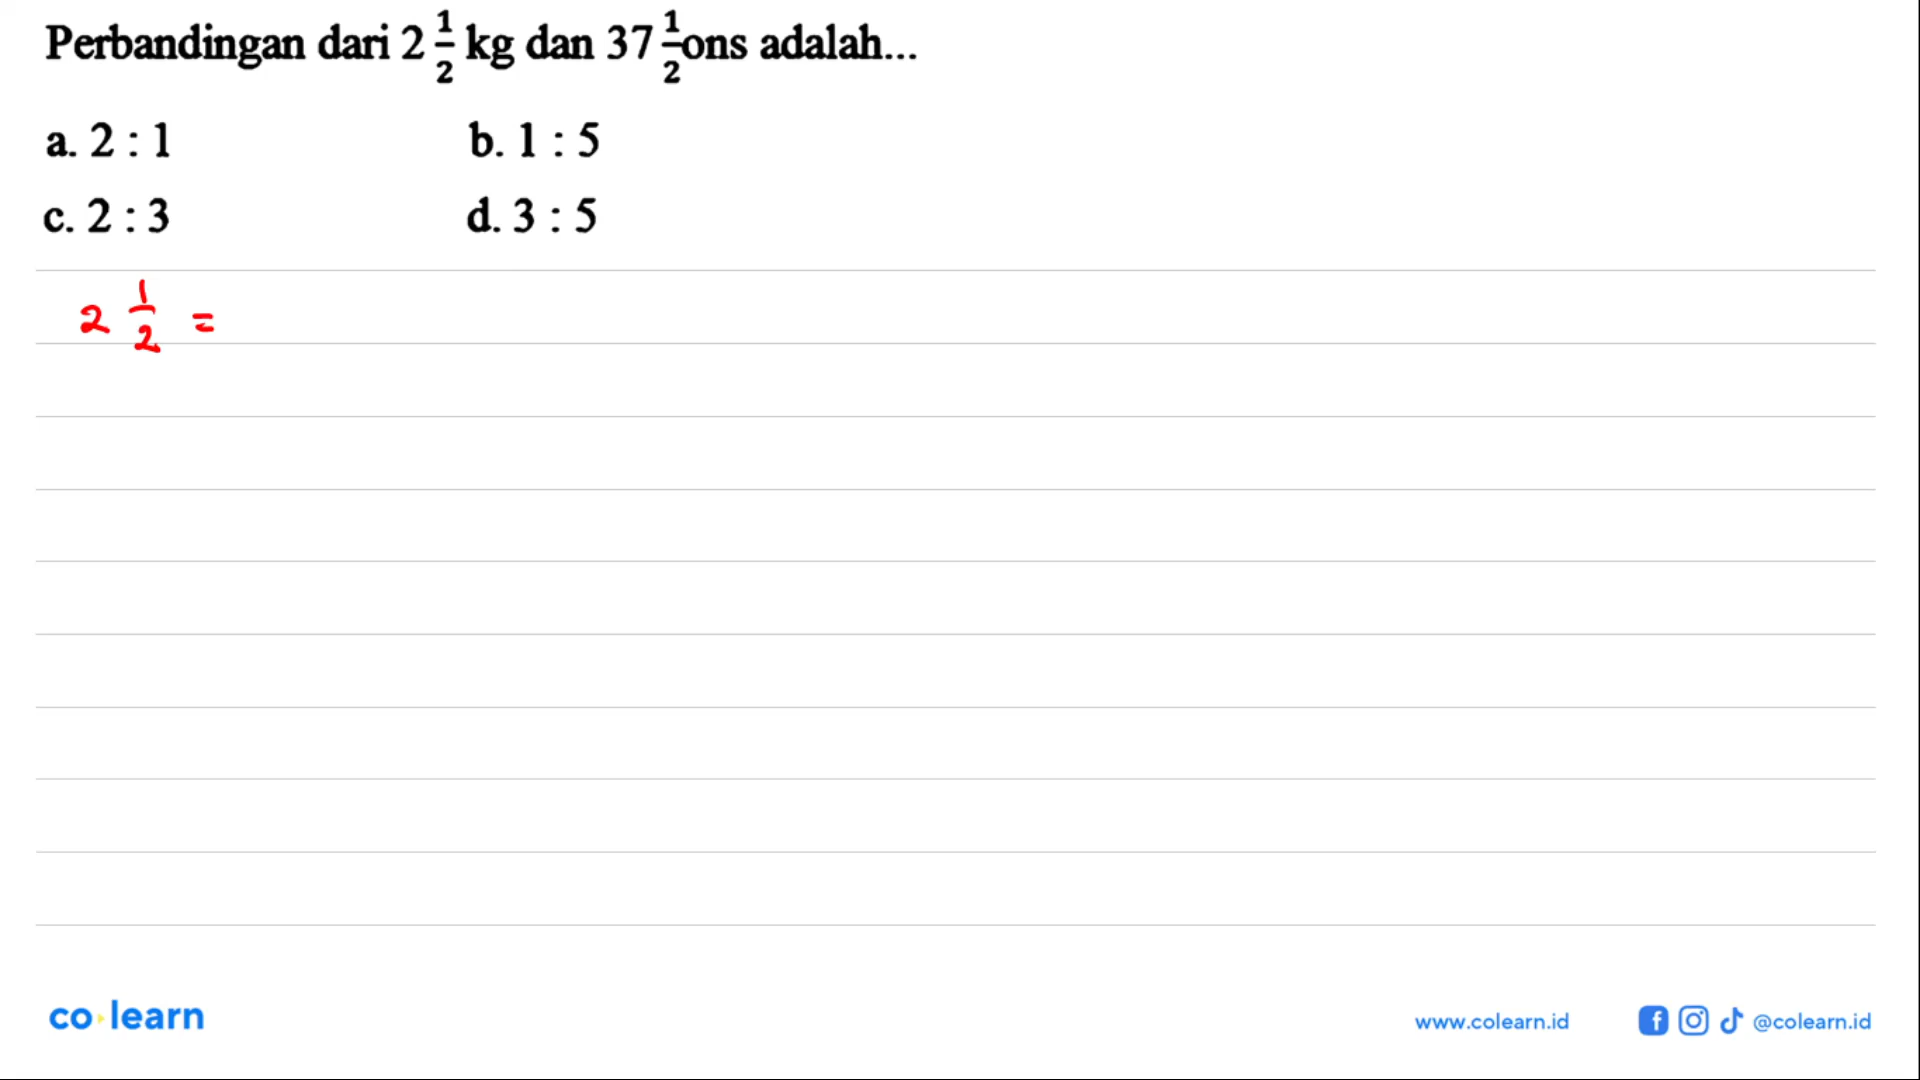 Perbandingan dari 2 1/2 kg dan 37 1/2 ons adalah...
a. 2 : 1 b. 1 : 5
c. 2 : 3 d. 3 : 5
2 1/2 =
co learn www.colearn.id @colearn.id